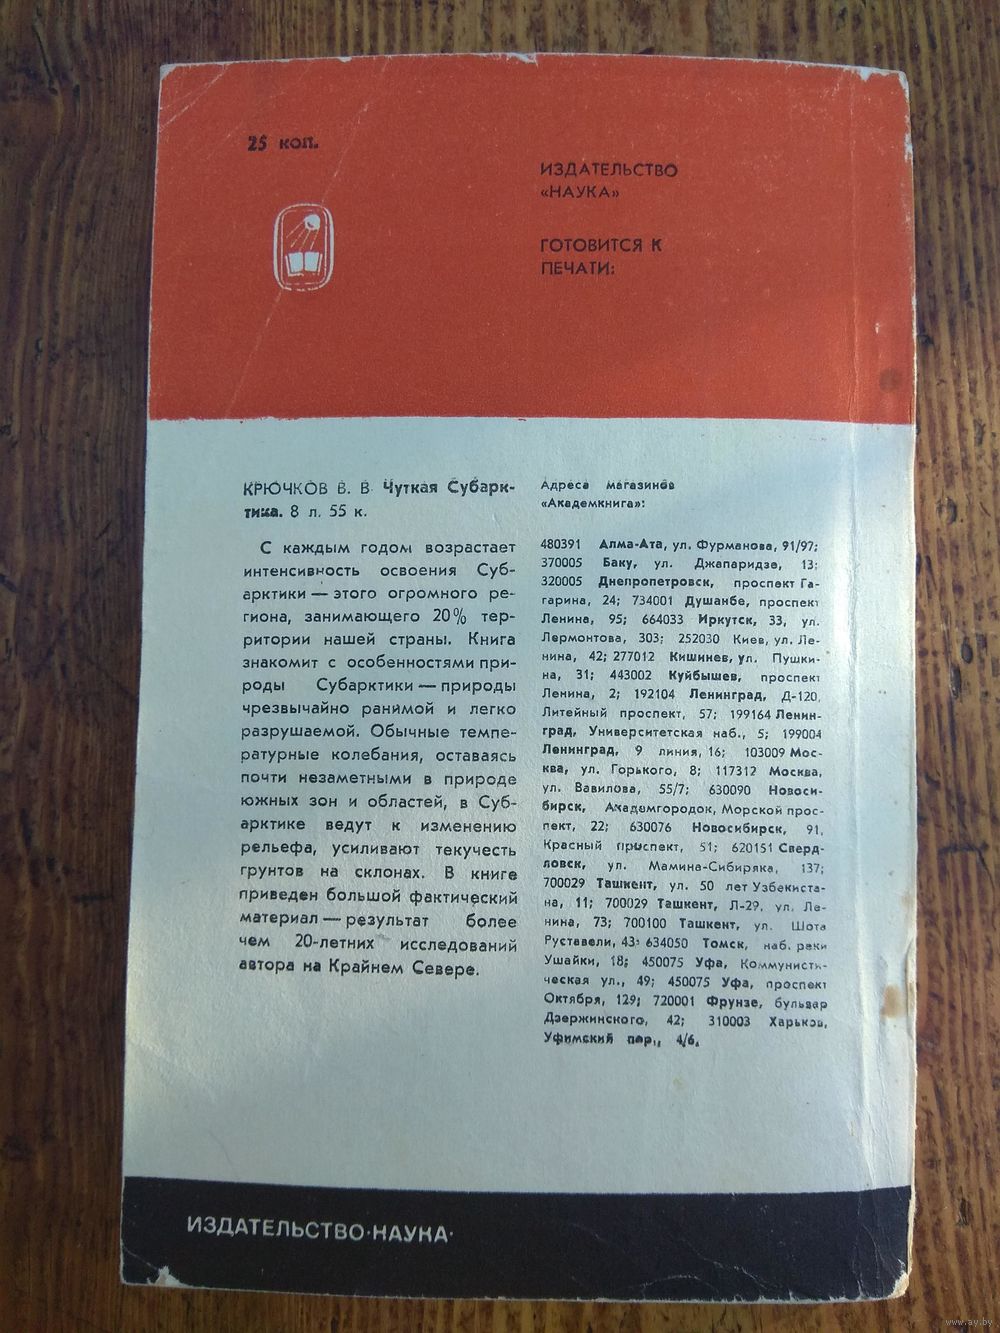 25 коп.
ИЗДАТЕЛЬСТВО
«НАУКА»
ГОТОВИТСЯ К
ПЕЧАТИ:
КРЮЧКОВ В. В. Чуткая Субарк-
тика. 8 л. 55 к.
С каждым годом возрастает
интенсивность освоения Суб-
арктики — этого огромного ре-
гиона, занимающего 20% тер-
ритории нашей страны. Книга
знакомит с особенностями при-
роды Субарктики — природы
чрезвычайно ранимой и легко
разрушаемой. Обычные темпе-
ратурные колебания, оставаясь
почти незаметными в природе
южных зон и областей, в Суб-
арктике ведут к изменению
рельефа, усиливают текучесть
грунтов на склонах. В книге
приведен большой фактический
материал — результат более
чем 20-летних исследований
автора на Крайнем Севере.
Адреса магазинов
«Академкнига»:
480391 Алма-Ата, ул. Фурманова, 91/97;
370005 Баку, ул. Джапаридзе, 13;
320005 Днепропетровск, проспект Га-
гарина, 24; 734001 Душанбе, проспект
Ленина, 95; 664033 Иркутск, 33, ул.
Лермонтова, 303; 252030 Киев, ул. Ле-
нина, 42; 277012 Кишинев, ул. Пушки-
на, 31; 443002 Куйбышев, проспект
Ленина, 2; 192104 Ленинград, Д-120,
Литейный проспект, 57; 199164 Ленин-
град, Университетская наб., 5; 199004
Ленинград, 9 линия, 16; 103009 Мос-
ква, ул. Горького, 8; 117312 Москва,
ул. Вавилова, 55/7; 630090 Новоси-
бирск, Академгородок, Морской прос-
пект, 22; 630076 Новосибирск, 91,
Красный проспект, 51; 620151 Сверд-
ловск, ул. Мамина-Сибиряка, 137;
700029 Ташкент, ул. 50 лет Узбекиста-
на, 11; 700029 Ташкент, Л-29, ул. Ле-
нина, 73; 700100 Ташкент, ул. Шота
Руставели, 43; 634050 Томск, наб. реки
Ушайки, 18; 450075 Уфа, Коммунисти-
ческая ул., 49; 450075 Уфа, проспект
Октября, 129; 720001 Фрунзе, бульвар
Дзержинского, 42; 310003 Харьков,
Уфимский пер., 4/6.
ИЗДАТЕЛЬСТВО·НАУКА·
www.ay.by